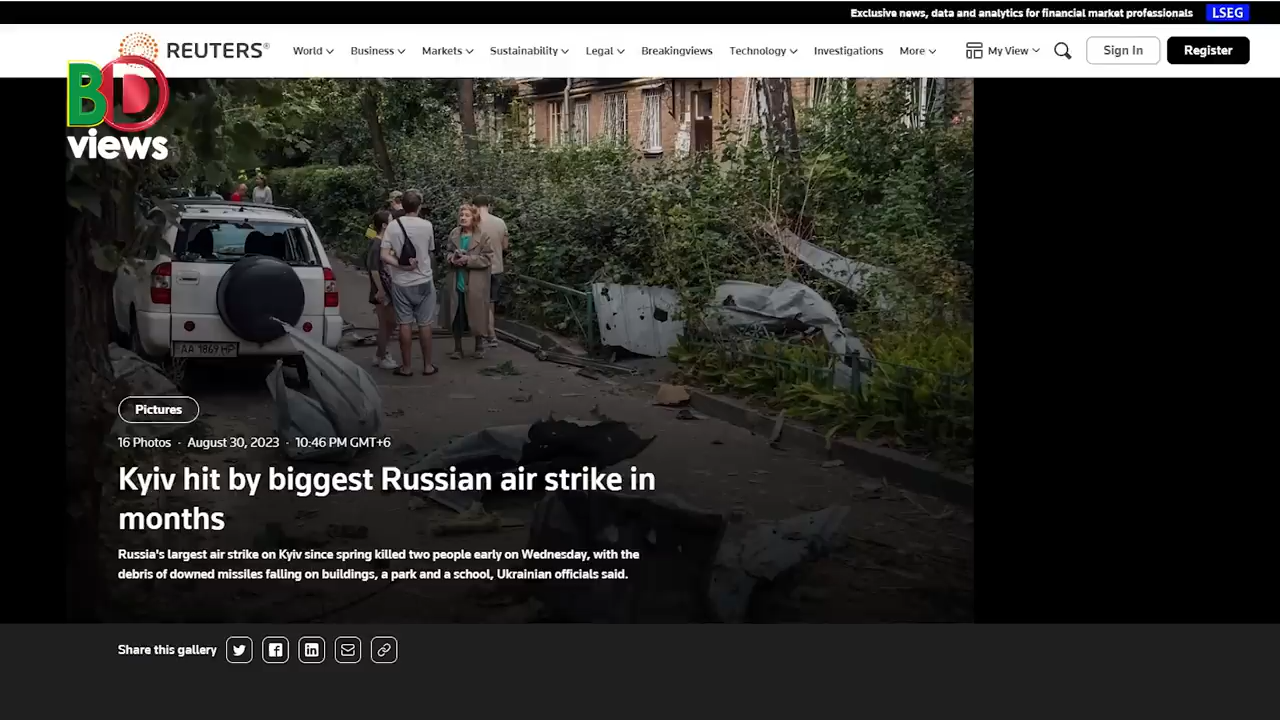 Exclusive news, data and analytics for financial market professionals LSEG
REUTERS®
World Business Markets Sustainability Legal Breakingviews Technology Investigations More My View Sign In Register
BD
views
AA 1869 HP
Pictures
16 Photos · August 30, 2023 · 10:46 PM GMT+6
Kyiv hit by biggest Russian air strike in
months
Russia's largest air strike on Kyiv since spring killed two people early on Wednesday, with the
debris of downed missiles falling on buildings, a park and a school, Ukrainian officials said.
Share this gallery